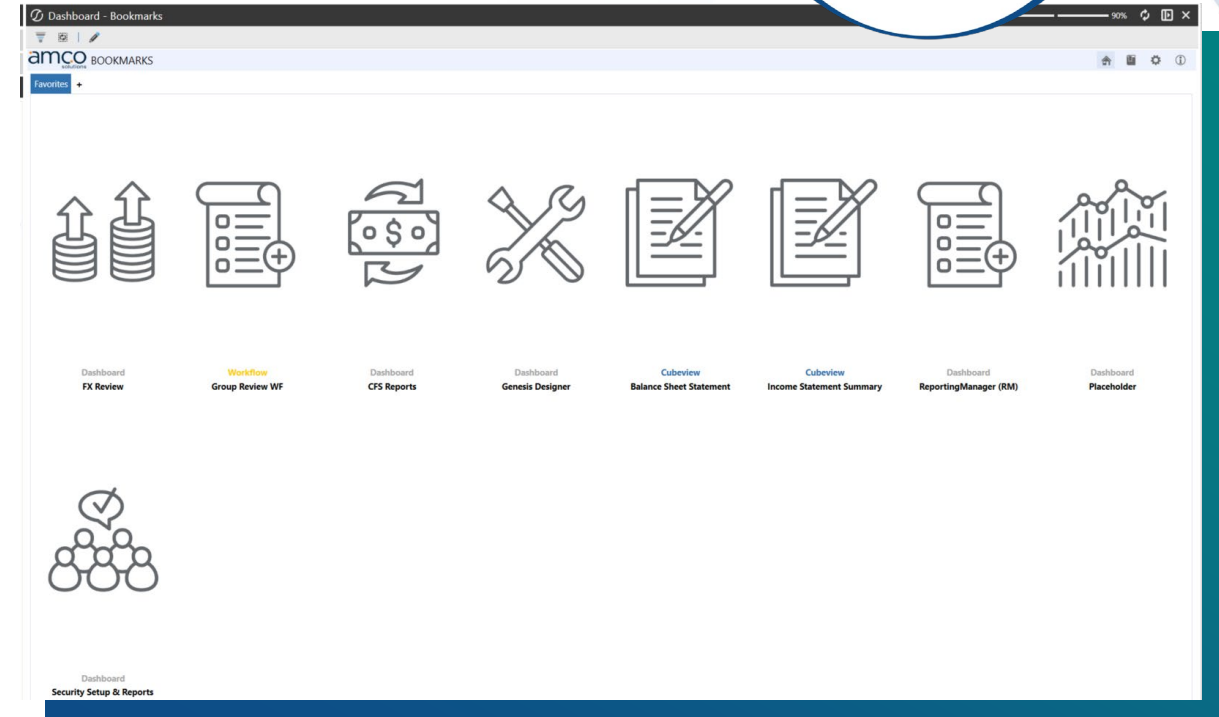 Dashboard - Bookmarks
90%
amco
solutions
BOOKMARKS
Favorites +
Dashboard
FX Review
Workflow
Group Review WF
$
Dashboard
CFS Reports
Dashboard
Genesis Designer
Cubeview
Balance Sheet Statement
Cubeview
Income Statement Summary
Dashboard
ReportingManager (RM)
Dashboard
Placeholder
Dashboard
Security Setup & Reports